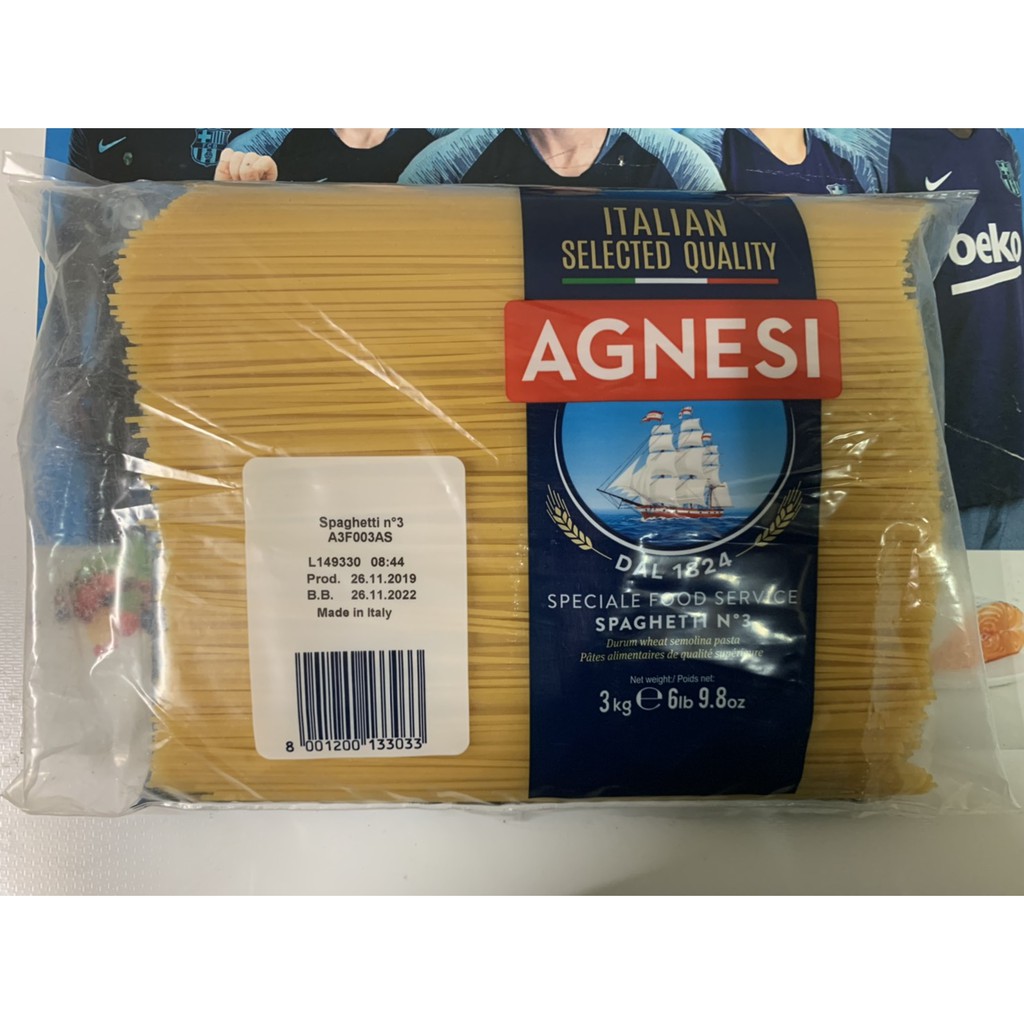 ITALIAN
SELECTED QUALITY
AGNESI
DAL 1824
SPECIALE FOOD SERVICE
SPAGHETTI N°3
Durum wheat semolina pasta
Pâtes alimentaires de qualité supérieure
Net weight:/ Poids net:
3kg e 6lb 9.8oz
Spaghetti n°3
A3F003AS
L149330 08:44
Prod. 26.11.2019
B.B. 26.11.2022
Made in Italy
8 001200 133033
beko